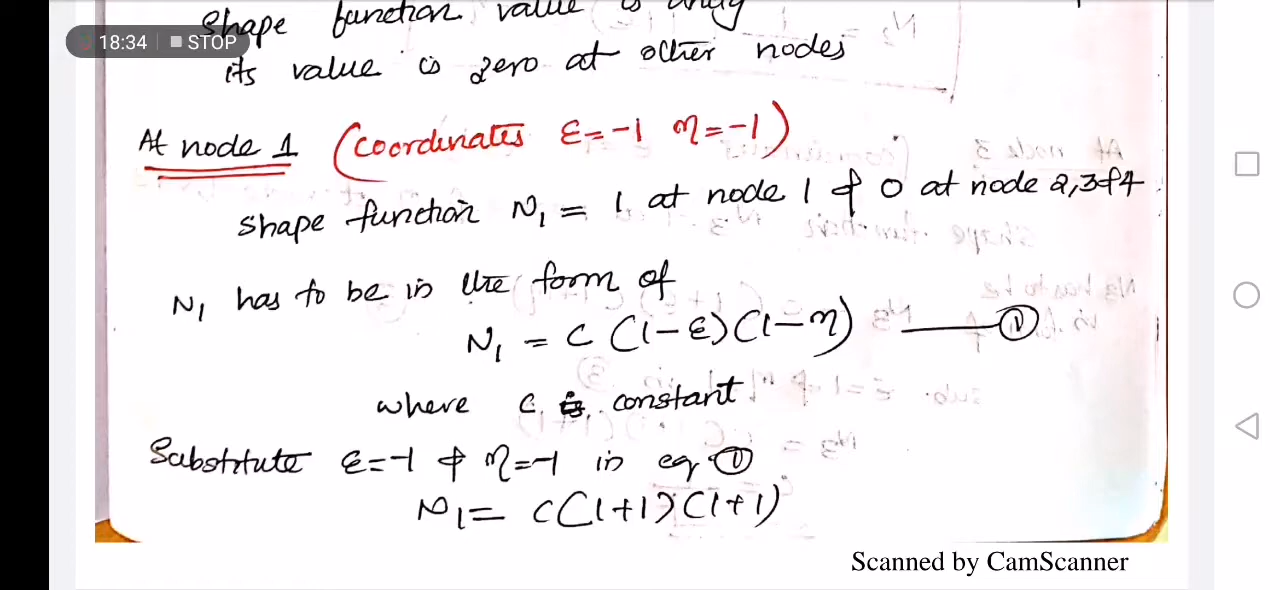 Shape function value is unity
18:34 STOP
its value is zero at other nodes
At node 1 (coordinates ε=-1 η=-1)
Shape function N₁ = 1 at node 1 & 0 at node 2,3&4
N₁ has to be in the form of
N₁ = C (1-ε)(1-η) ①
where C is constant
Substitute ε=-1 & η=-1 in eq ①
N₁= C(1+1)(1+1)
Scanned by CamScanner